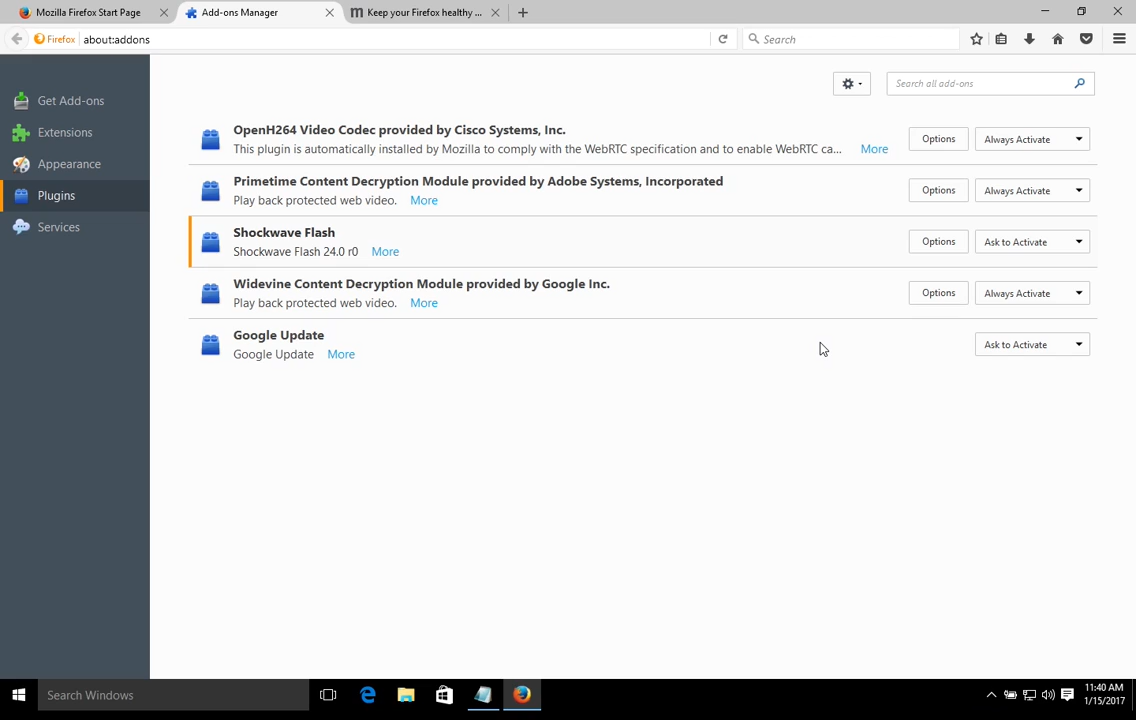 Mozilla Firefox Start Page
Add-ons Manager
Keep your Firefox healthy ...
Firefox
about:addons
Search
Get Add-ons
Extensions
Appearance
Plugins
Services
Search all add-ons
OpenH264 Video Codec provided by Cisco Systems, Inc.
This plugin is automatically installed by Mozilla to comply with the WebRTC specification and to enable WebRTC ca... More
Options
Always Activate
Primetime Content Decryption Module provided by Adobe Systems, Incorporated
Play back protected web video. More
Options
Always Activate
Shockwave Flash
Shockwave Flash 24.0 r0 More
Options
Ask to Activate
Widevine Content Decryption Module provided by Google Inc.
Play back protected web video. More
Options
Always Activate
Google Update
Google Update More
Ask to Activate
Search Windows
11:40 AM
1/15/2017